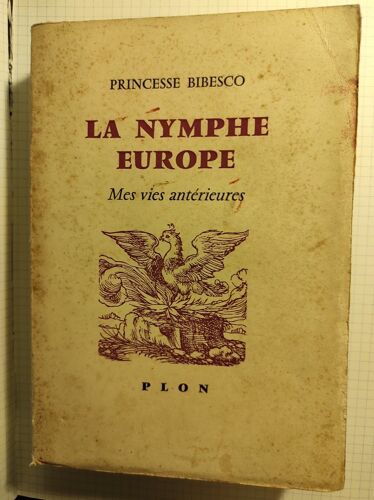 PRINCESSE BIBESCO
LA NYMPHE
EUROPE
Mes vies antérieures
PLON